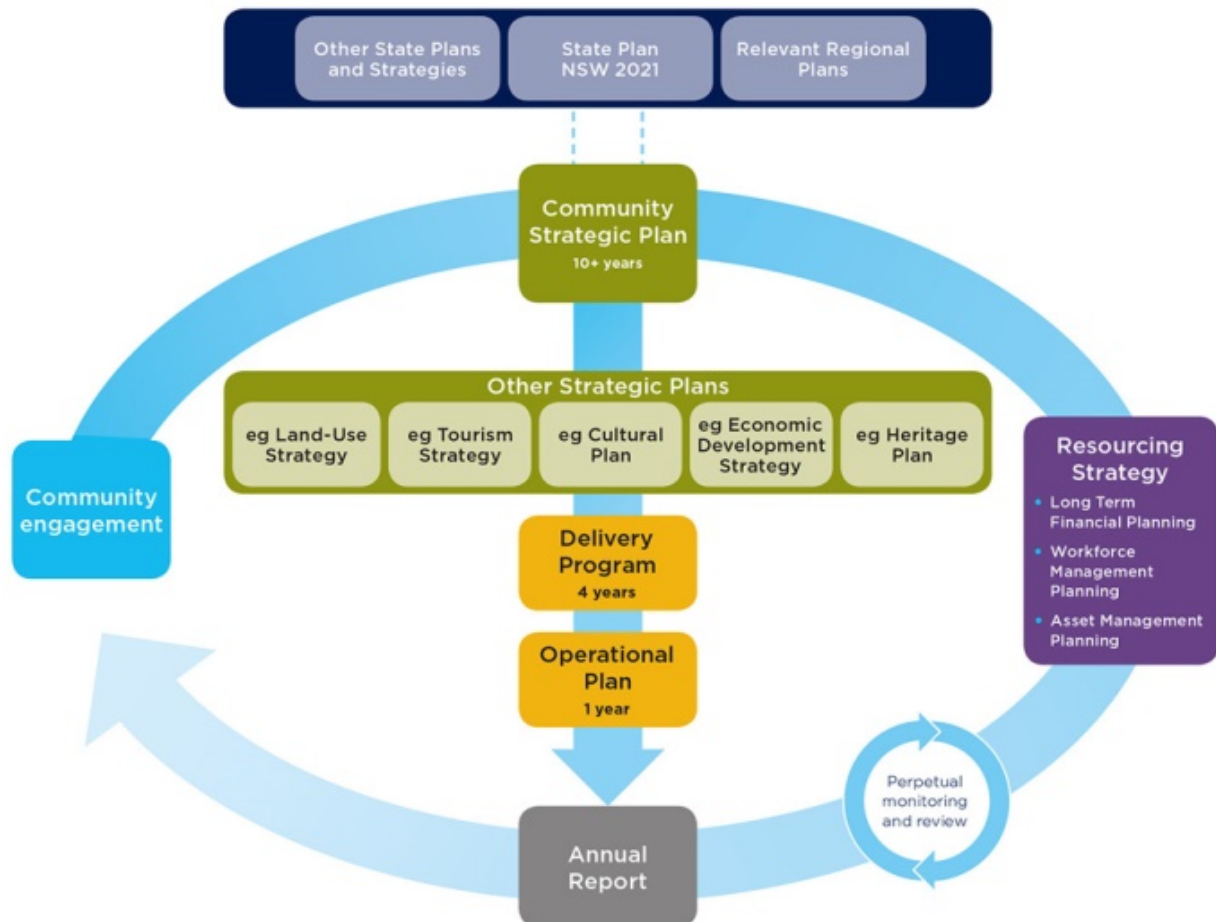 Other State Plans
and Strategies
State Plan
NSW 2021
Relevant Regional
Plans
Community
Strategic Plan
10+ years
Other Strategic Plans
eg Land-Use
Strategy
eg Tourism
Strategy
eg Cultural
Plan
eg Economic
Development
Strategy
eg Heritage
Plan
Community
engagement
Resourcing
Strategy
• Long Term
Financial Planning
• Workforce
Management
Planning
• Asset Management
Planning
Delivery
Program
4 years
Operational
Plan
1 year
Perpetual
monitoring
and review
Annual
Report